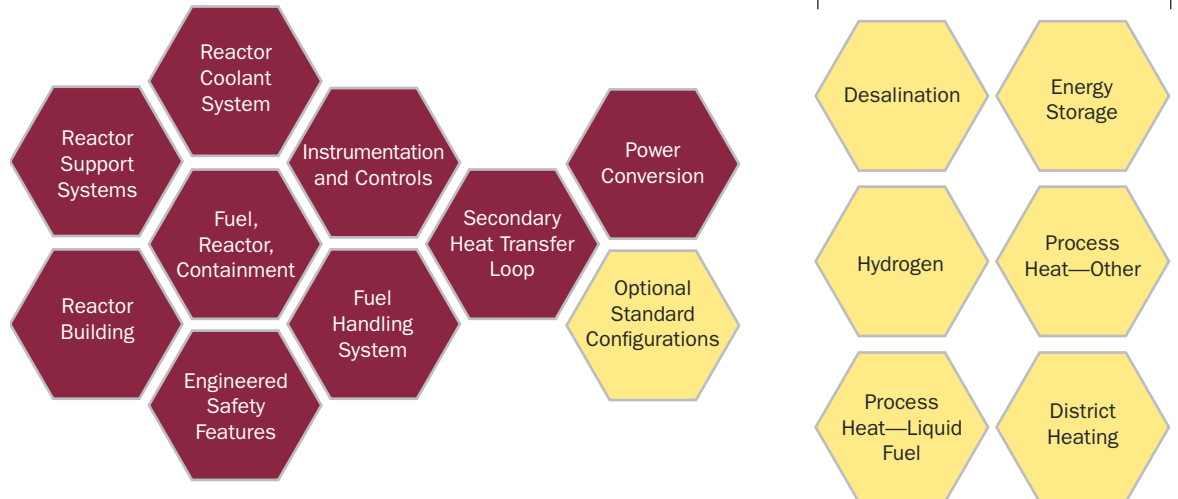 Reactor
Coolant
System
Reactor
Support
Systems
Instrumentation
and Controls
Power
Conversion
Fuel,
Reactor,
Containment
Secondary
Heat Transfer
Loop
Reactor
Building
Fuel
Handling
System
Optional
Standard
Configurations
Engineered
Safety
Features
Desalination
Energy
Storage
Hydrogen
Process
Heat—Other
Process
Heat—Liquid
Fuel
District
Heating